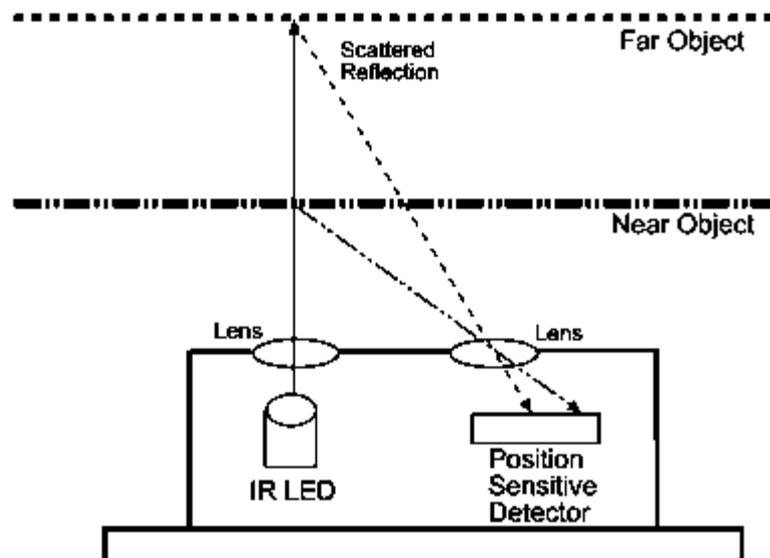 Far Object
Scattered
Reflection
Near Object
Lens
Lens
IR LED
Position
Sensitive
Detector